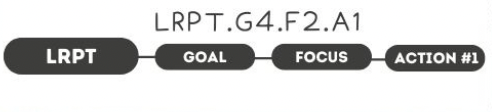 LRPT.G4.F2.A1
LRPT GOAL FOCUS ACTION #1